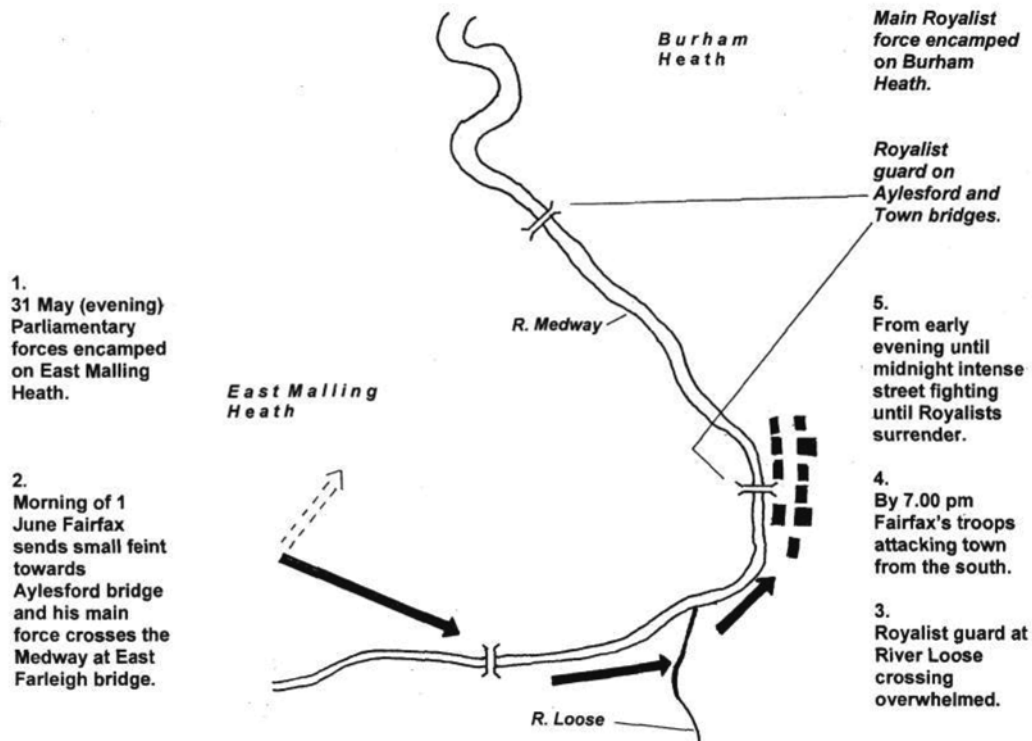 Burham
Heath
Main Royalist
force encamped
on Burham
Heath.
Royalist
guard on
Aylesford and
Town bridges.
R. Medway
1.
31 May (evening)
Parliamentary
forces encamped
on East Malling
Heath.
East Malling
Heath
2.
Morning of 1
June Fairfax
sends small feint
towards
Aylesford bridge
and his main
force crosses the
Medway at East
Farleigh bridge.
5.
From early
evening until
midnight intense
street fighting
until Royalists
surrender.
4.
By 7.00 pm
Fairfax's troops
attacking town
from the south.
3.
Royalist guard at
River Loose
crossing
overwhelmed.
R. Loose